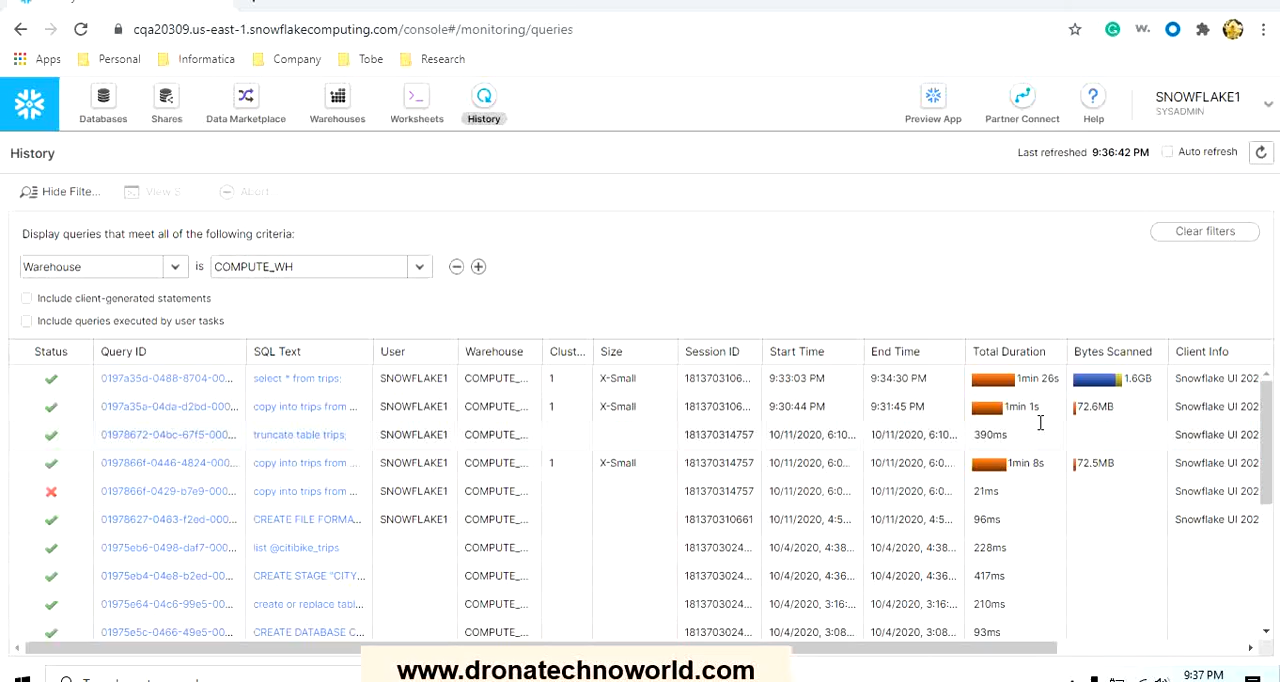 cqa20309.us-east-1.snowflakecomputing.com/console#/monitoring/queries
Apps Personal Informatica Company Tobe Research
Databases Shares Data Marketplace Warehouses Worksheets History Preview App Partner Connect Help SNOWFLAKE1 SYSADMIN
History Last refreshed 9:36:42 PM Auto refresh
Hide Filte... View S Abort
Display queries that meet all of the following criteria: Clear filters
Warehouse is COMPUTE_WH
Include client-generated statements
Include queries executed by user tasks
Status Query ID SQL Text User Warehouse Clust... Size Session ID Start Time End Time Total Duration Bytes Scanned Client Info
0197a35d-0488-8704-00... select * from trips; SNOWFLAKE1 COMPUTE_... 1 X-Small 1813703106... 9:33:03 PM 9:34:30 PM 1min 26s 1.6GB Snowflake UI 202
0197a35a-04da-d2bd-000... copy into trips from ... SNOWFLAKE1 COMPUTE_... 1 X-Small 1813703106... 9:30:44 PM 9:31:45 PM 1min 1s 72.6MB Snowflake UI 202
01978672-04bc-67f5-000... truncate table trips; SNOWFLAKE1 COMPUTE_... 181370314757 10/11/2020, 6:10... 10/11/2020, 6:10... 390ms Snowflake UI 202
0197866f-0446-4824-000... copy into trips from ... SNOWFLAKE1 COMPUTE_... 1 X-Small 181370314757 10/11/2020, 6:0... 10/11/2020, 6:0... 1min 8s 72.5MB Snowflake UI 202
0197866f-0429-b7e9-000... copy into trips from ... SNOWFLAKE1 COMPUTE_... 181370314757 10/11/2020, 6:0... 10/11/2020, 6:0... 21ms Snowflake UI 202
01978627-0483-f2ed-000... CREATE FILE FORMA... SNOWFLAKE1 COMPUTE_... 181370310661 10/11/2020, 4:5... 10/11/2020, 4:5... 96ms Snowflake UI 202
01975eb6-0498-daf7-000... list @citibike_trips COMPUTE_... 1813703024... 10/4/2020, 4:38... 10/4/2020, 4:38... 228ms
01975eb4-04e8-b2ed-00... CREATE STAGE "CITY... COMPUTE_... 1813703024... 10/4/2020, 4:36... 10/4/2020, 4:36... 417ms
01975e64-04c6-99e5-00... create or replace tabl... COMPUTE_... 1813703024... 10/4/2020, 3:16:... 10/4/2020, 3:16:... 210ms
01975e5c-0466-49e5-00... CREATE DATABASE C... COMPUTE_... 1813703024... 10/4/2020, 3:08... 10/4/2020, 3:08... 93ms
www.dronatechnoworld.com
9:37 PM